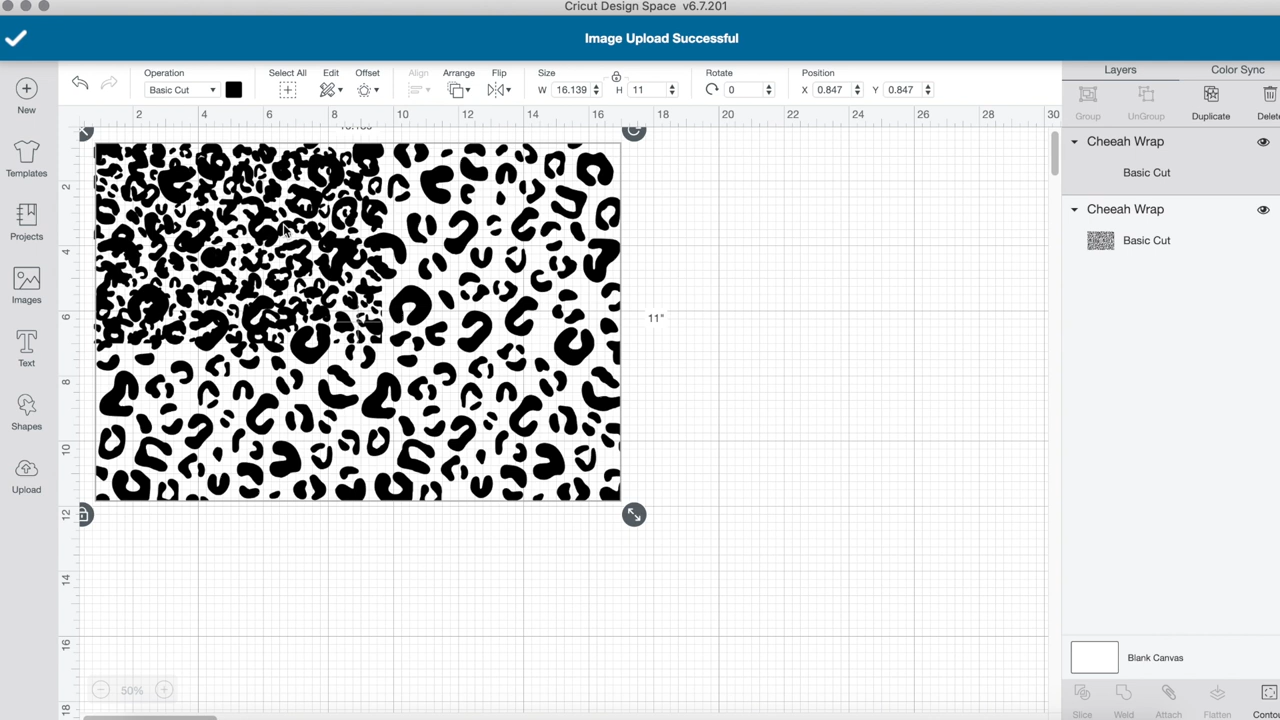 Cricut Design Space v6.7.201
Image Upload Successful
Operation
Basic Cut
Select All
Edit
Offset
Align
Arrange
Flip
Size
W 16.139
H 11
Rotate
0
Position
X 0.847
Y 0.847
New
Templates
Projects
Images
Text
Shapes
Upload
2 4 6 8 10 12 14 16 18 20 22 24 26 28 30
2
4
6
8
10
12
14
16
18
11"
50%
Layers
Color Sync
Group
UnGroup
Duplicate
Delete
Cheeah Wrap
Basic Cut
Cheeah Wrap
Basic Cut
Blank Canvas
Slice
Weld
Attach
Flatten
Contou